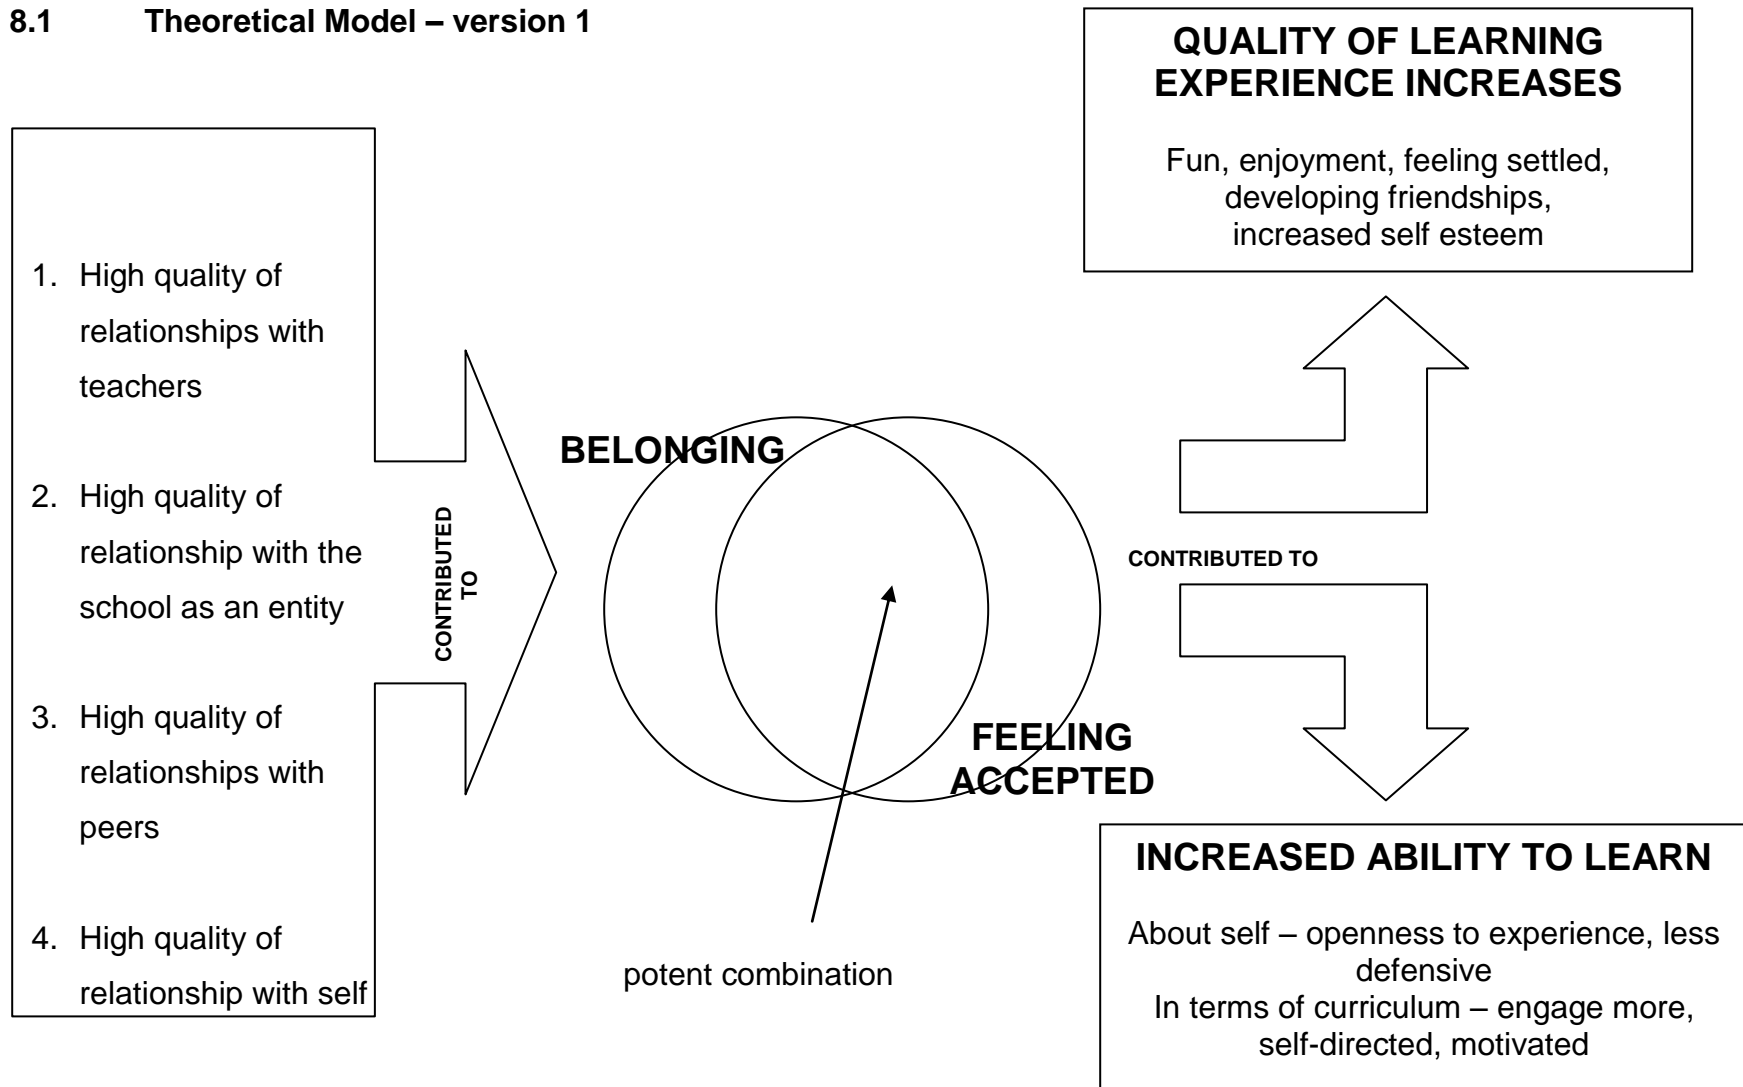 8.1 Theoretical Model – version 1
QUALITY OF LEARNING
EXPERIENCE INCREASES
Fun, enjoyment, feeling settled,
developing friendships,
increased self esteem
1. High quality of
relationships with
teachers
2. High quality of
relationship with the
school as an entity
3. High quality of
relationships with
peers
4. High quality of
relationship with self
CONTRIBUTED
TO
BELONGING
FEELING
ACCEPTED
potent combination
CONTRIBUTED TO
INCREASED ABILITY TO LEARN
About self – openness to experience, less
defensive
In terms of curriculum – engage more,
self-directed, motivated